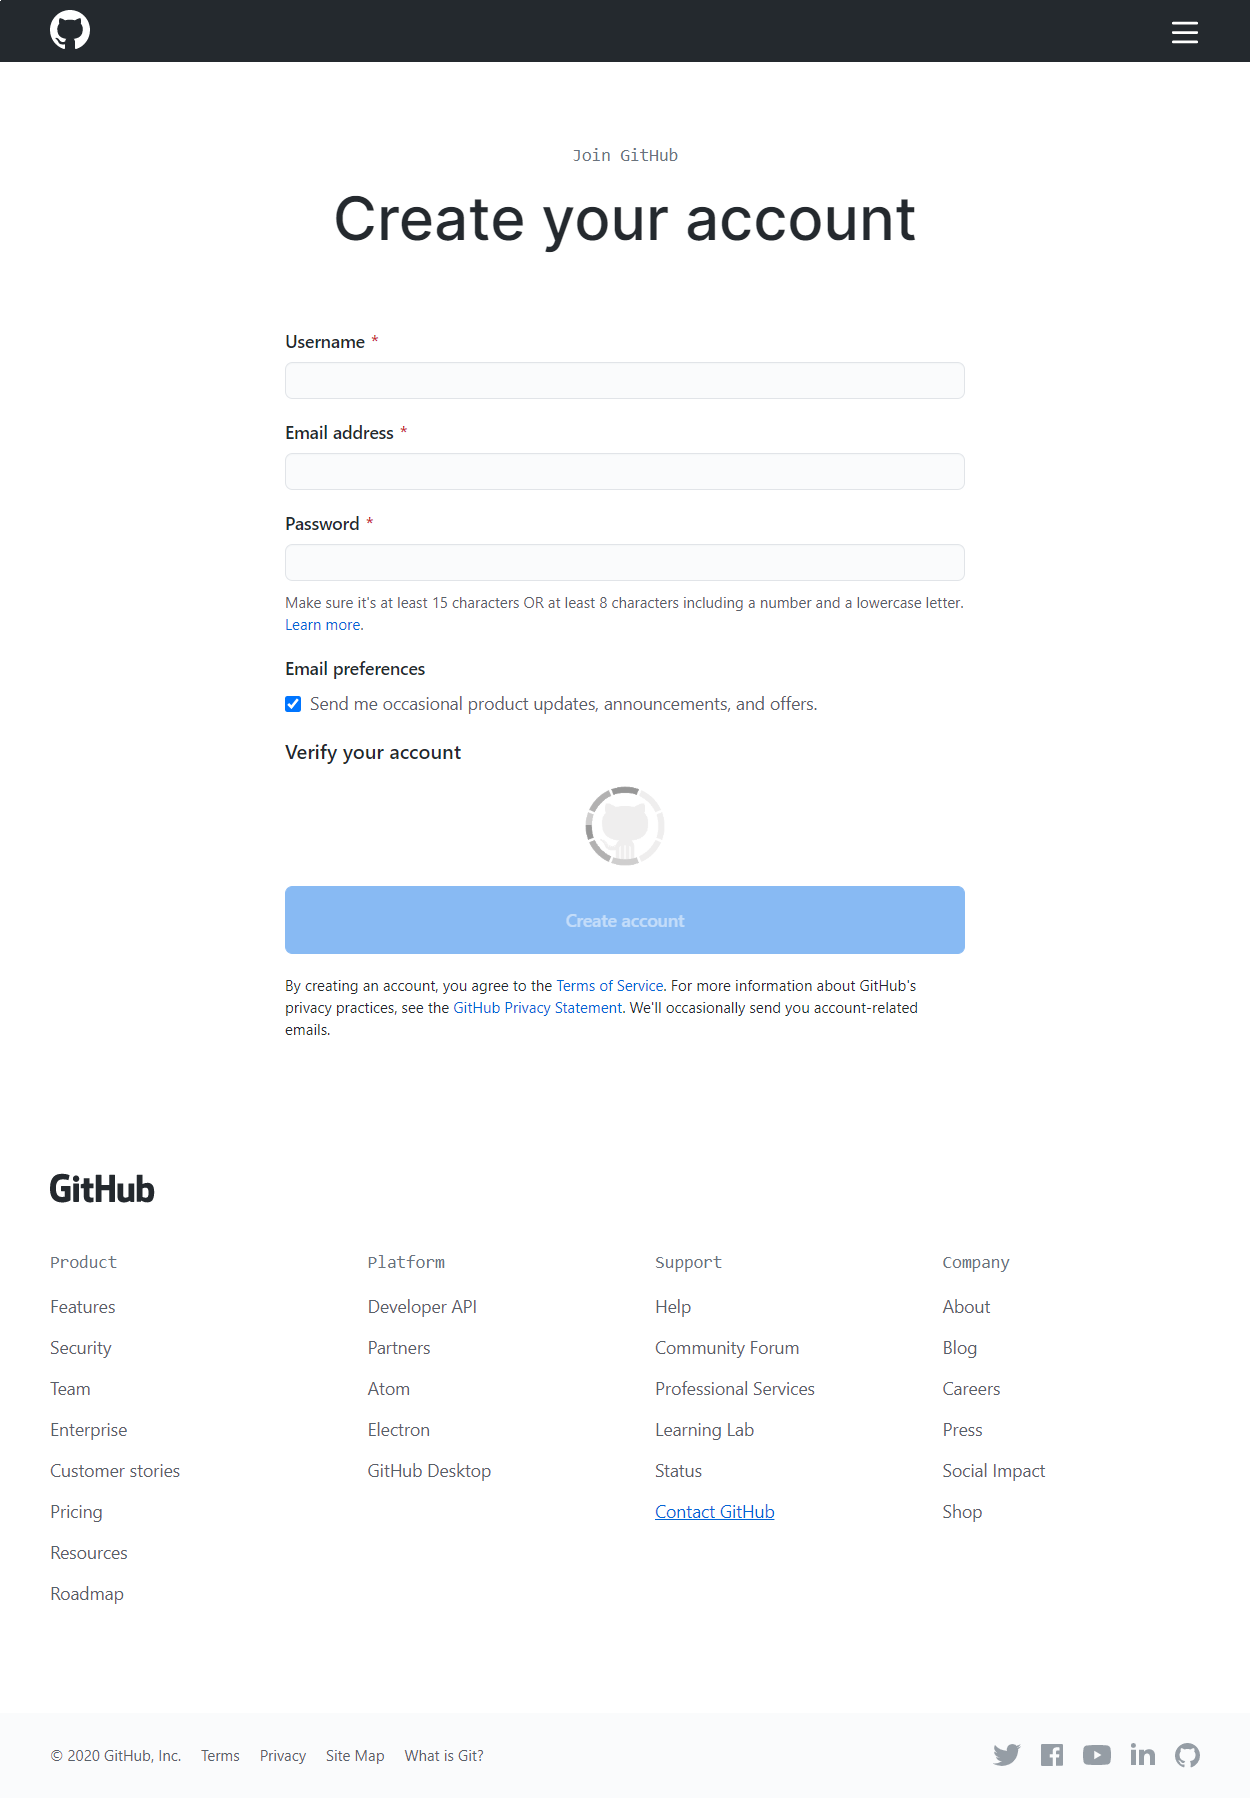 Join GitHub
Create your account
Username *
Email address *
Password *
Make sure it's at least 15 characters OR at least 8 characters including a number and a lowercase letter.
Learn more.
Email preferences
Send me occasional product updates, announcements, and offers.
Verify your account
Create account
By creating an account, you agree to the Terms of Service. For more information about GitHub's
privacy practices, see the GitHub Privacy Statement. We'll occasionally send you account-related
emails.
GitHub
Product
Features
Security
Team
Enterprise
Customer stories
Pricing
Resources
Roadmap
Platform
Developer API
Partners
Atom
Electron
GitHub Desktop
Support
Help
Community Forum
Professional Services
Learning Lab
Status
Contact GitHub
Company
About
Blog
Careers
Press
Social Impact
Shop
© 2020 GitHub, Inc. Terms Privacy Site Map What is Git?